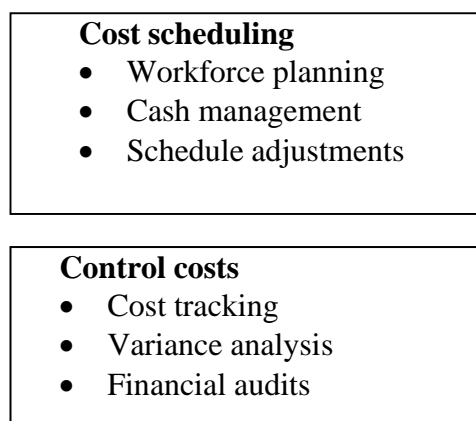 Cost scheduling
• Workforce planning
• Cash management
• Schedule adjustments
Control costs
• Cost tracking
• Variance analysis
• Financial audits